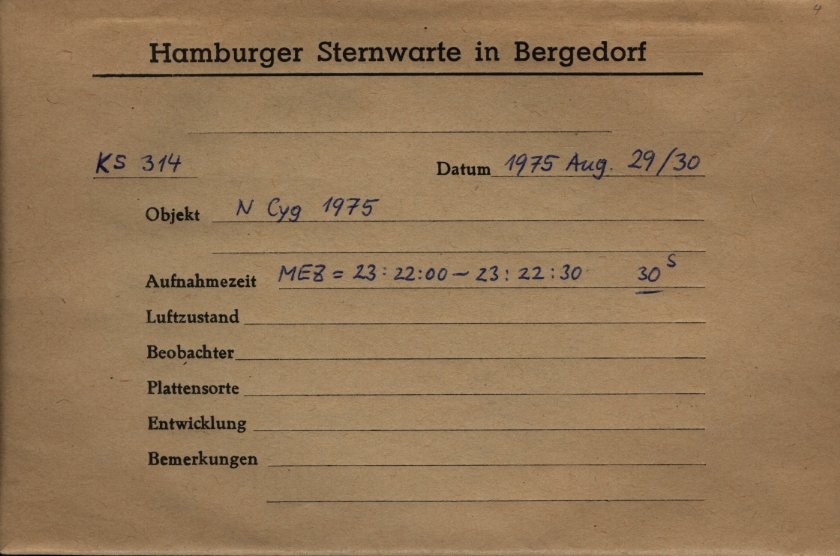 4
Hamburger Sternwarte in Bergedorf
KS 314 Datum 1975 Aug. 29/30
Objekt N Cyg 1975
Aufnahmezeit MEZ = 23:22:00 – 23:22:30 30s
Luftzustand
Beobachter
Plattensorte
Entwicklung
Bemerkungen